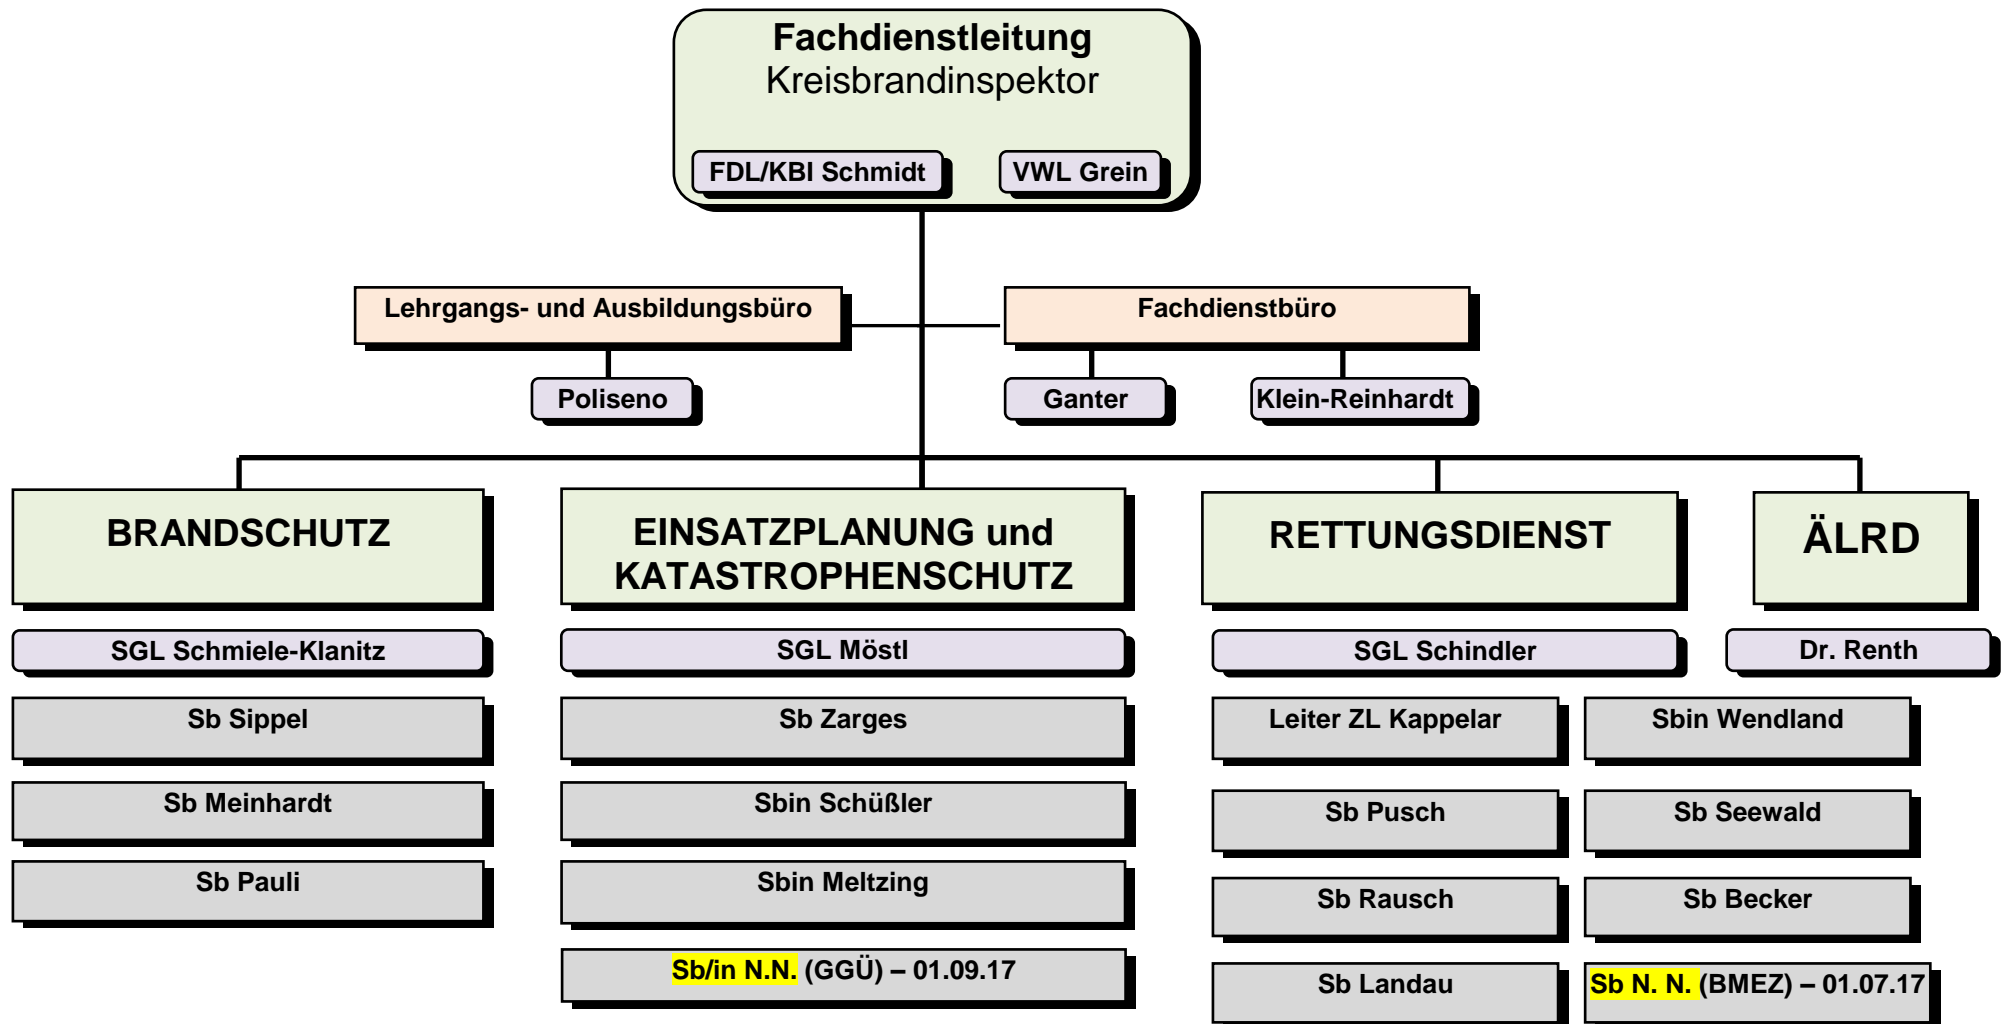 Fachdienstleitung
Kreisbrandinspektor
FDL/KBI Schmidt
VWL Grein
Lehrgangs- und Ausbildungsbüro
Fachdienstbüro
Poliseno
Ganter
Klein-Reinhardt
BRANDSCHUTZ
SGL Schmiele-Klanitz
Sb Sippel
Sb Meinhardt
Sb Pauli
EINSATZPLANUNG und
KATASTROPHENSCHUTZ
SGL Möstl
Sb Zarges
Sbin Schüßler
Sbin Meltzing
Sb/in N.N. (GGÜ) – 01.09.17
RETTUNGSDIENST
SGL Schindler
Leiter ZL Kappelar
Sb Pusch
Sb Rausch
Sb Landau
Sbin Wendland
Sb Seewald
Sb Becker
Sb N. N. (BMEZ) – 01.07.17
ÄLRD
Dr. Renth